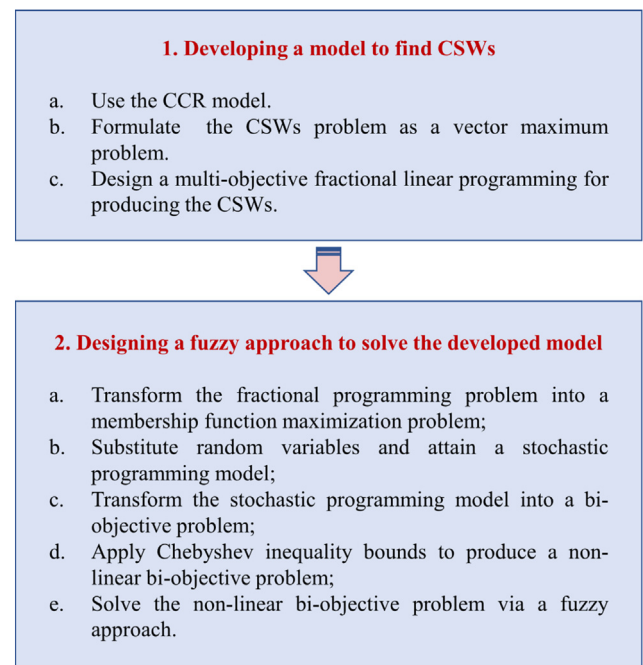 1. Developing a model to find CSWs
a. Use the CCR model.
b. Formulate the CSWs problem as a vector maximum
problem.
c. Design a multi-objective fractional linear programming for
producing the CSWs.
2. Designing a fuzzy approach to solve the developed model
a. Transform the fractional programming problem into a
membership function maximization problem;
b. Substitute random variables and attain a stochastic
programming model;
c. Transform the stochastic programming model into a bi-
objective problem;
d. Apply Chebyshev inequality bounds to produce a non-
linear bi-objective problem;
e. Solve the non-linear bi-objective problem via a fuzzy
approach.